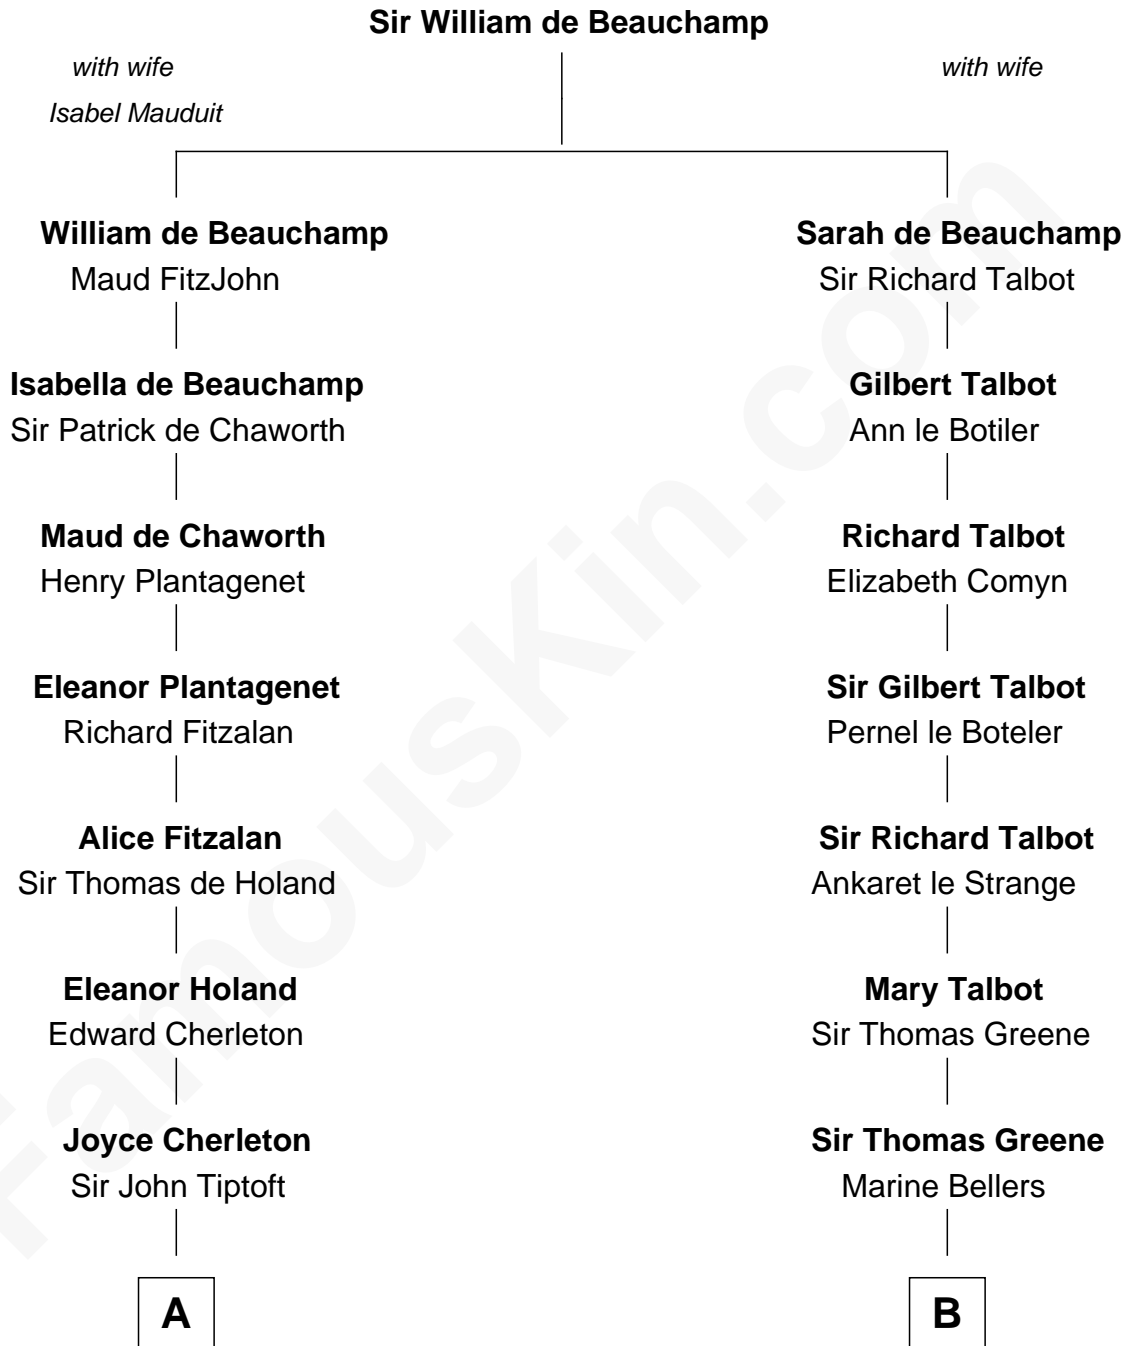 Sir William de Beauchamp
with wife
Isabel Mauduit
with wife
William de Beauchamp
Maud FitzJohn
Sarah de Beauchamp
Sir Richard Talbot
Isabella de Beauchamp
Sir Patrick de Chaworth
Gilbert Talbot
Ann le Botiler
Maud de Chaworth
Henry Plantagenet
Richard Talbot
Elizabeth Comyn
Eleanor Plantagenet
Richard Fitzalan
Sir Gilbert Talbot
Pernel le Boteler
Alice Fitzalan
Sir Thomas de Holand
Sir Richard Talbot
Ankaret le Strange
Eleanor Holand
Edward Cherleton
Mary Talbot
Sir Thomas Greene
Joyce Cherleton
Sir John Tiptoft
Sir Thomas Greene
Marine Bellers
A
B
FamousKin.com